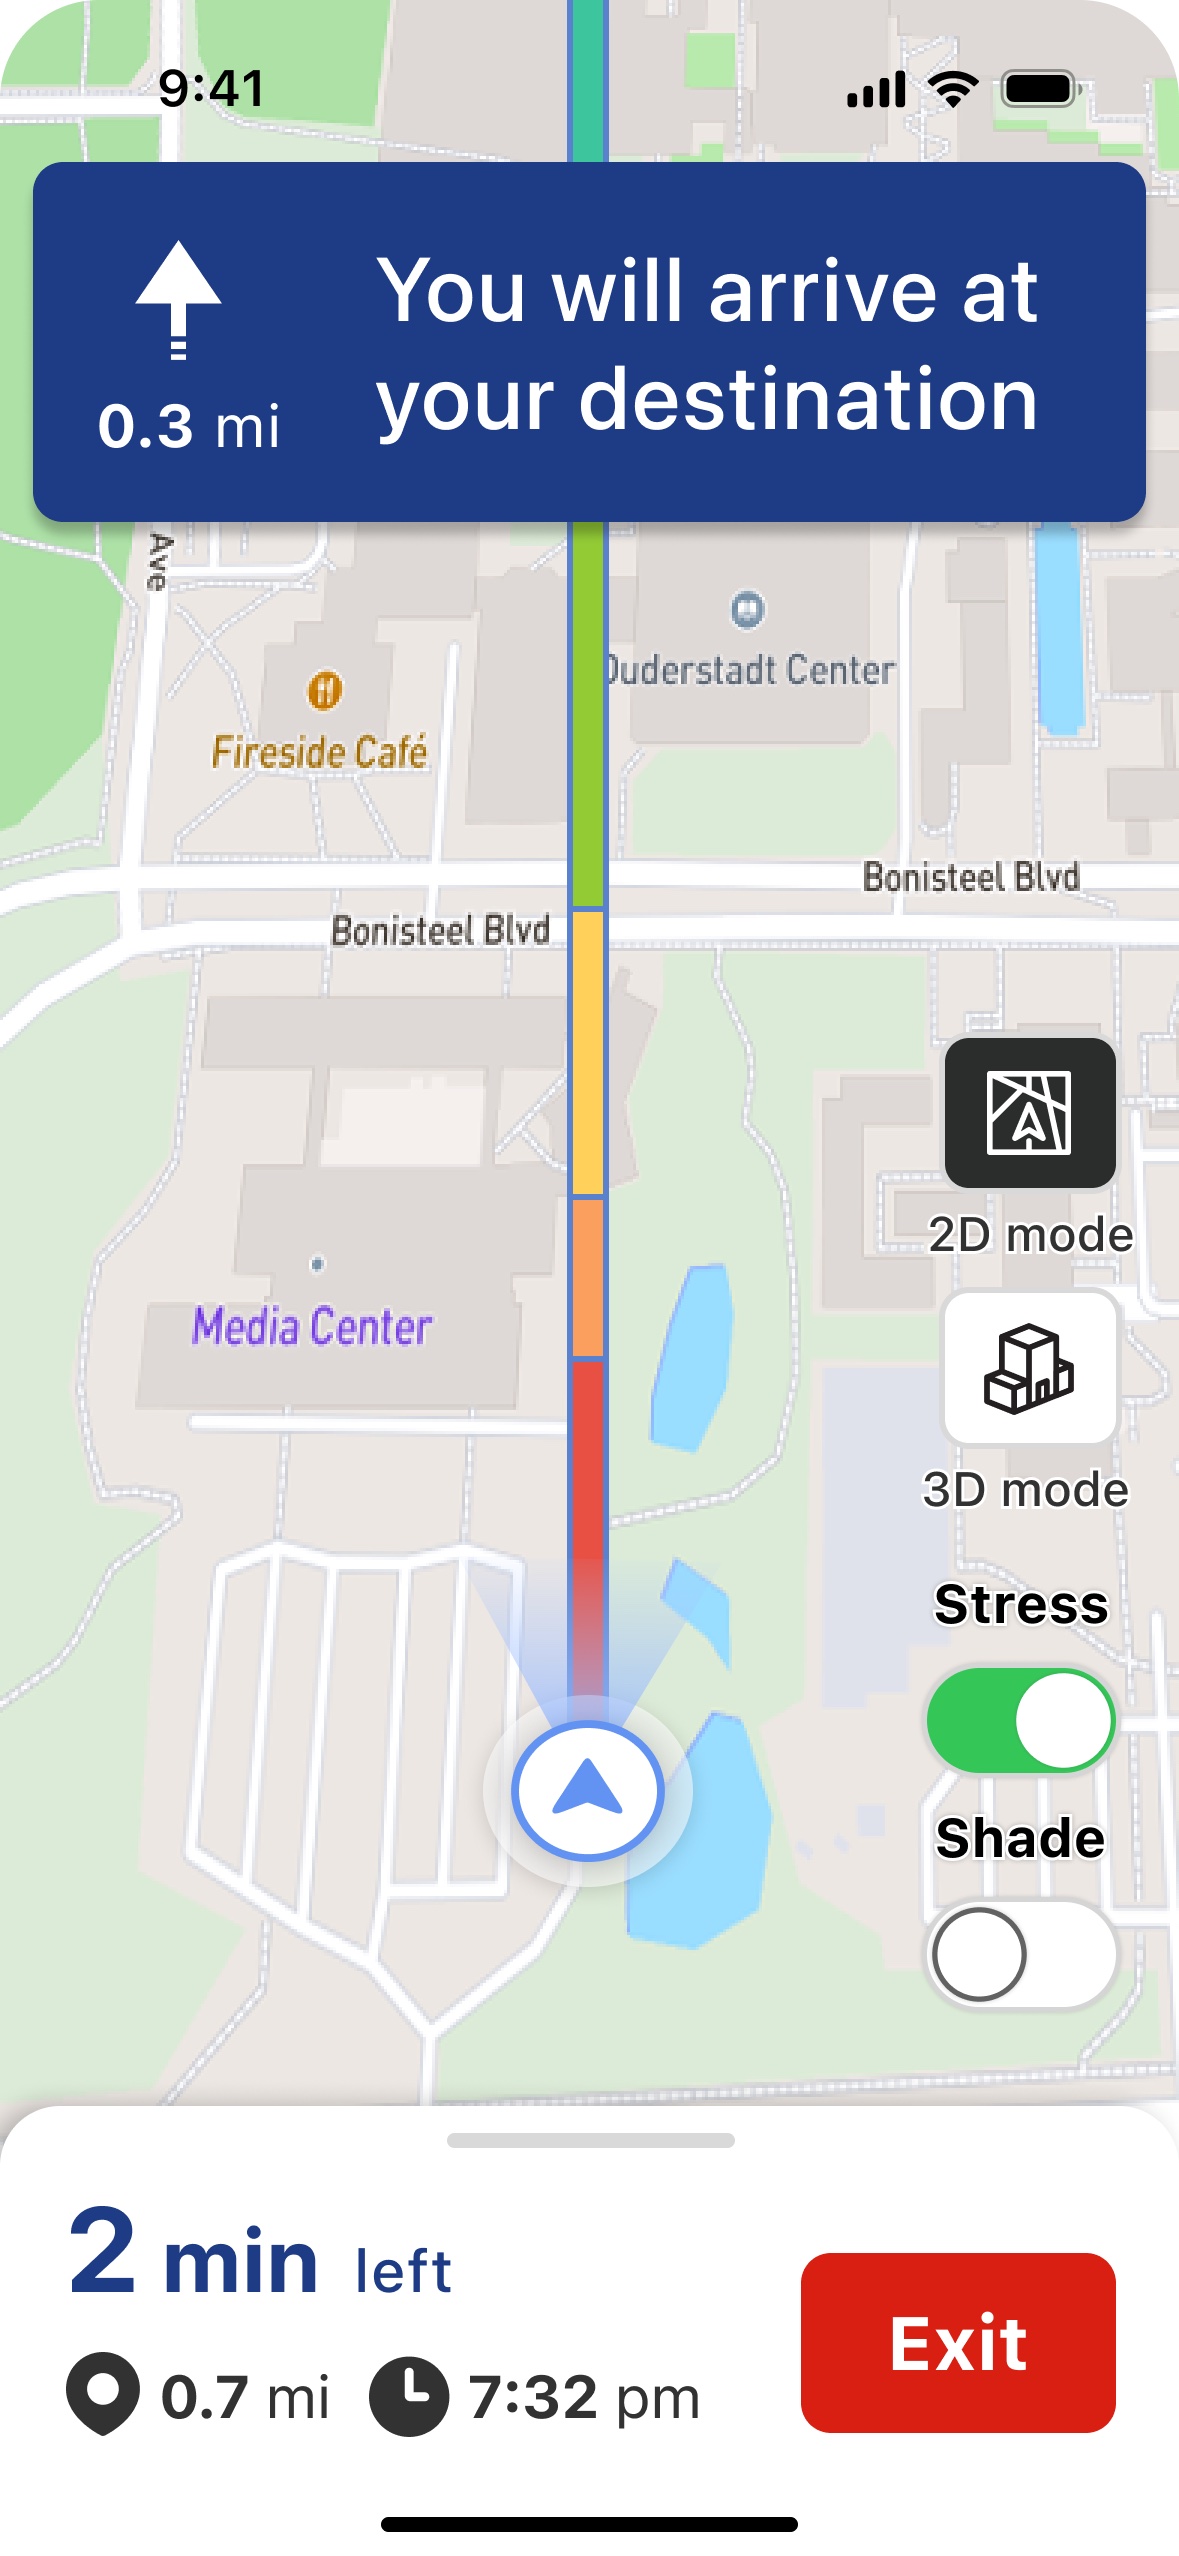 9:41
You will arrive at
your destination
0.3 mi
Ave
Duderstadt Center
Fireside Café
Bonisteel Blvd
Bonisteel Blvd
2D mode
Media Center
3D mode
Stress
Shade
2 min left
0.7 mi 7:32 pm
Exit